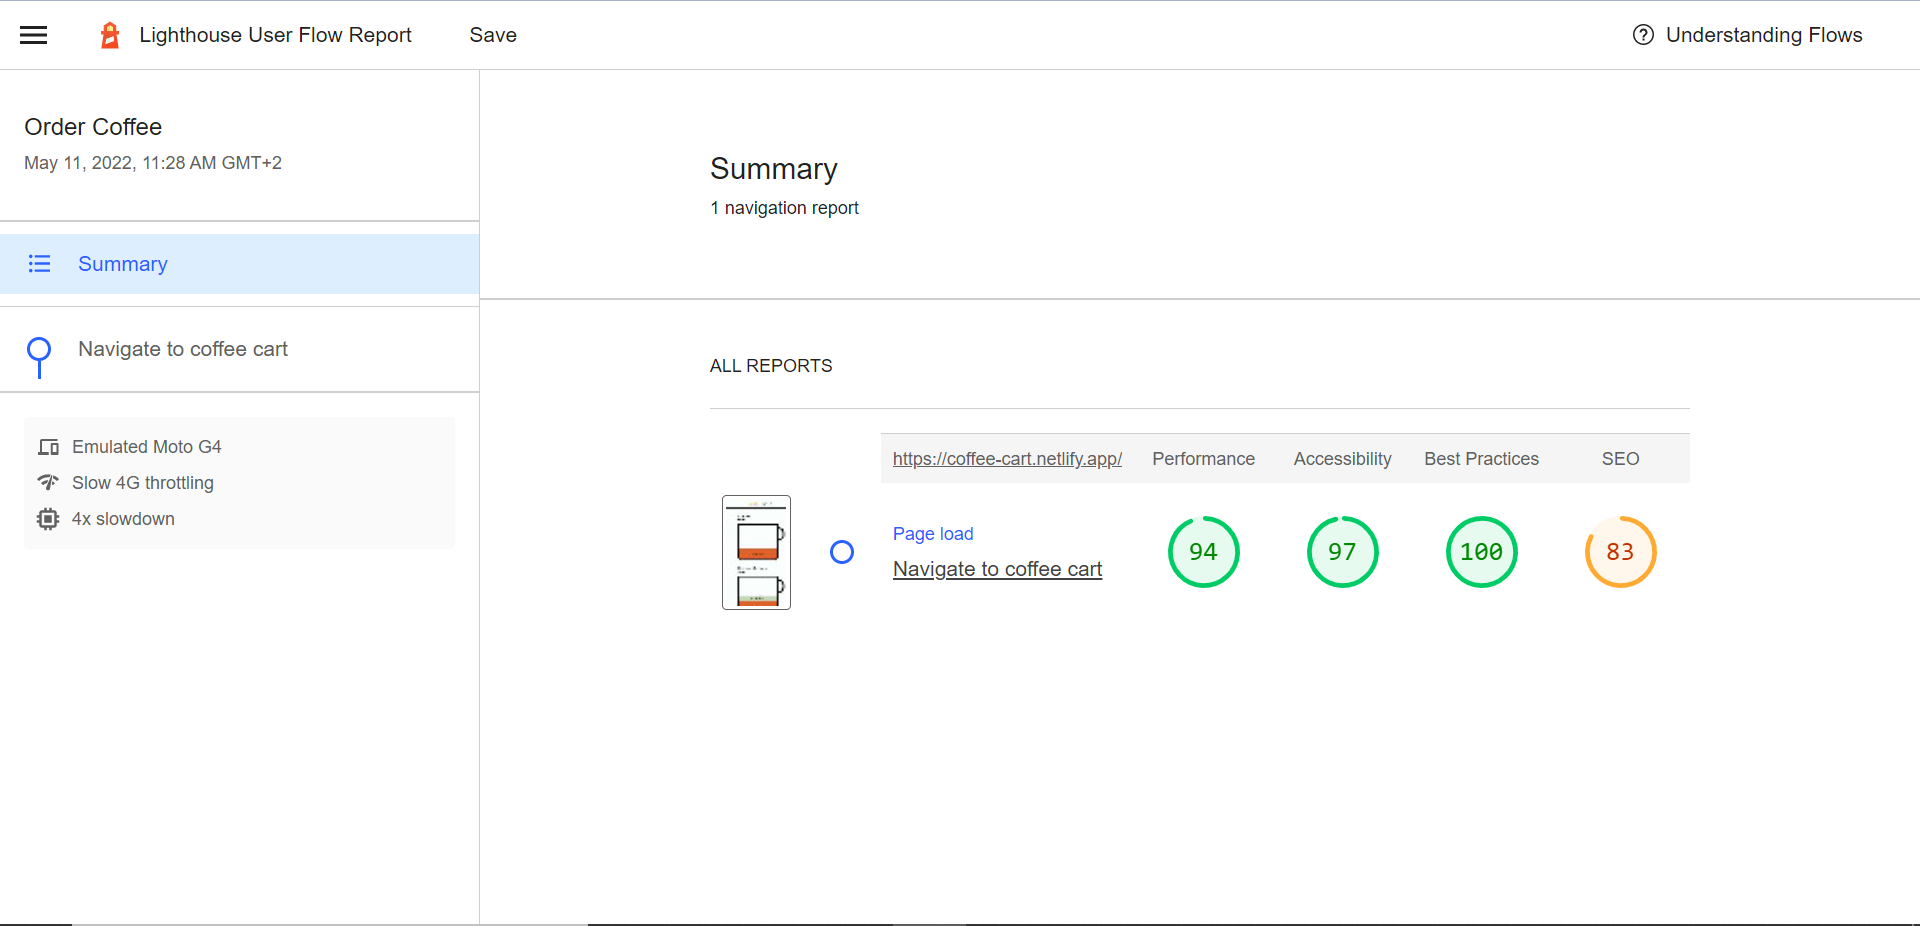 Lighthouse User Flow Report
Save
Understanding Flows
Order Coffee
May 11, 2022, 11:28 AM GMT+2
Summary
Navigate to coffee cart
Emulated Moto G4
Slow 4G throttling
4x slowdown
Summary
1 navigation report
ALL REPORTS
https://coffee-cart.netlify.app/ Performance Accessibility Best Practices SEO
Page load
Navigate to coffee cart
94 97 100 83